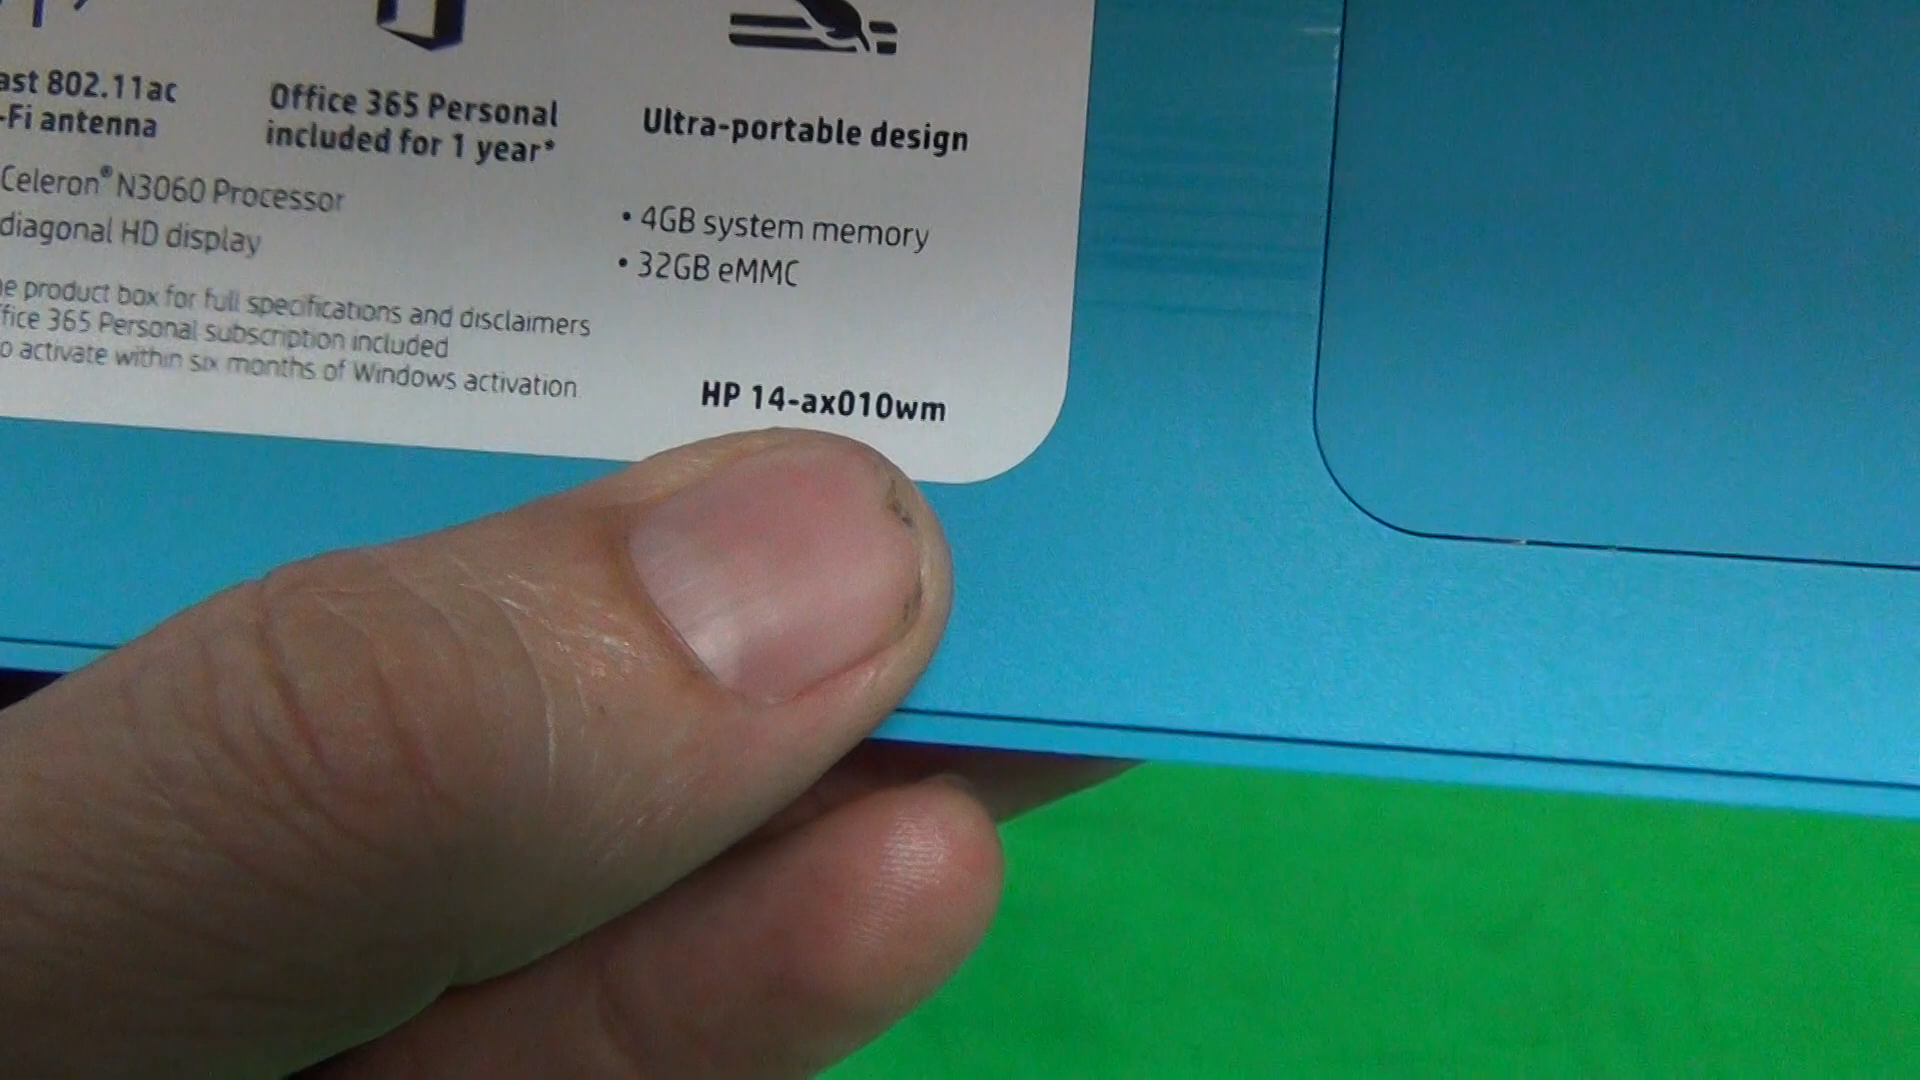 ast 802.11ac
-Fi antenna
Office 365 Personal
included for 1 year*
Ultra-portable design
Celeron® N3060 Processor
diagonal HD display
• 4GB system memory
• 32GB eMMC
e product box for full specifications and disclaimers
fice 365 Personal subscription included
o activate within six months of Windows activation
HP 14-ax010wm